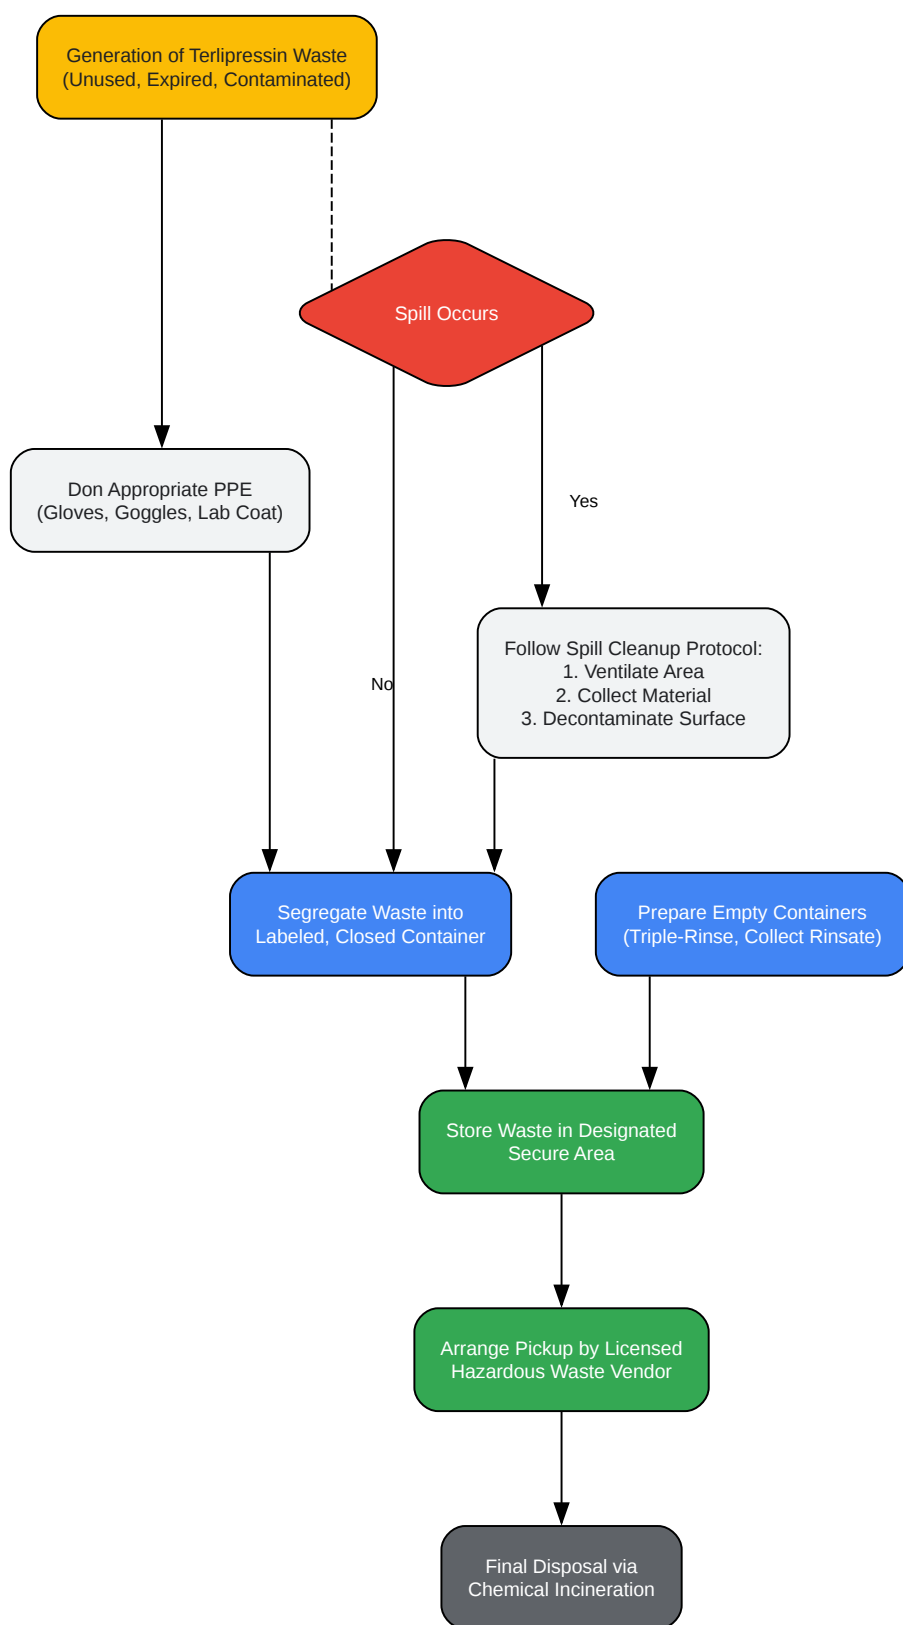 Generation of Terlipressin Waste
(Unused, Expired, Contaminated)
Spill Occurs
Don Appropriate PPE
(Gloves, Goggles, Lab Coat)
Yes
Follow Spill Cleanup Protocol:
1. Ventilate Area
2. Collect Material
3. Decontaminate Surface
No
Segregate Waste into
Labeled, Closed Container
Prepare Empty Containers
(Triple-Rinse, Collect Rinsate)
Store Waste in Designated
Secure Area
Arrange Pickup by Licensed
Hazardous Waste Vendor
Final Disposal via
Chemical Incineration